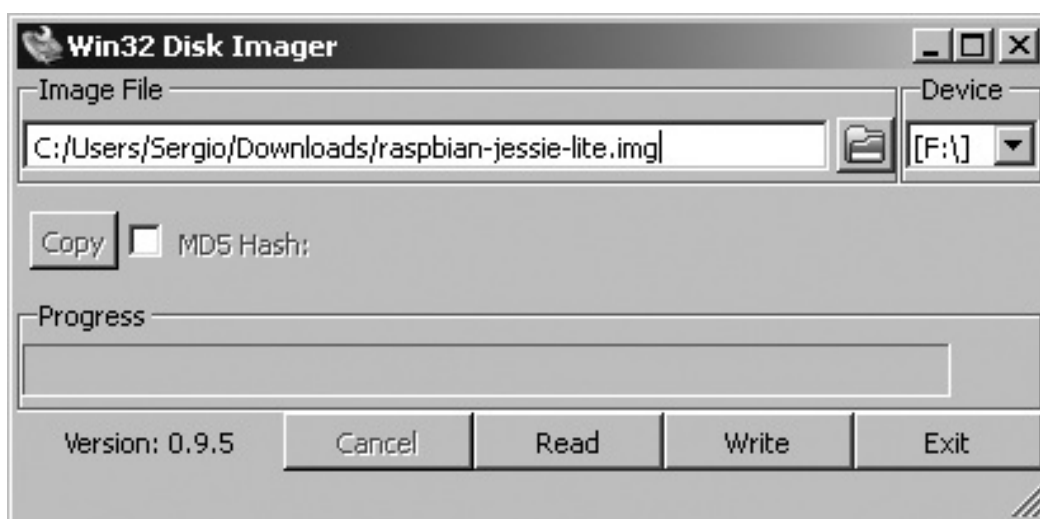 Win32 Disk Imager
Image File
Device
C:/Users/Sergio/Downloads/raspbian-jessie-lite.img
[F:\]
Copy
MD5 Hash:
Progress
Version: 0.9.5
Cancel
Read
Write
Exit